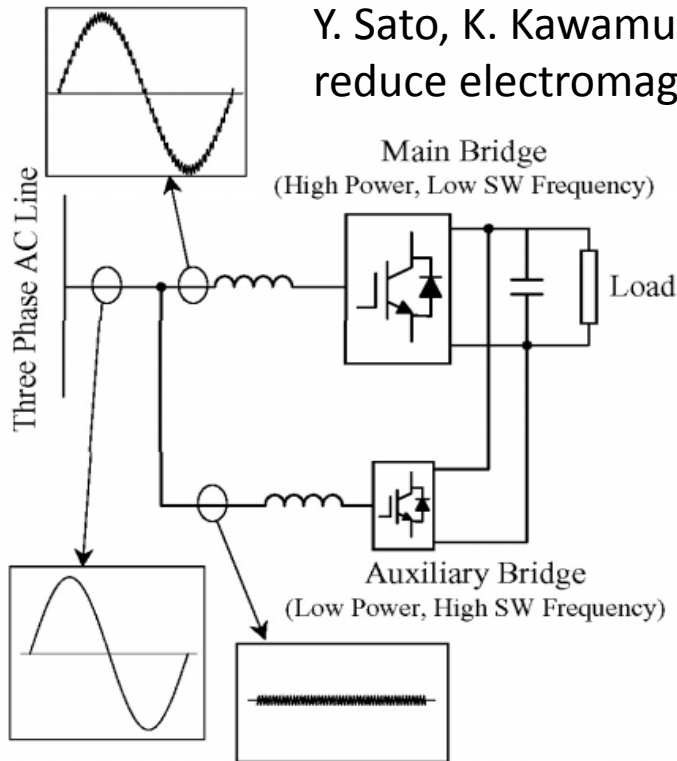 Y. Sato, K. Kawamu
reduce electromag
Main Bridge
(High Power, Low SW Frequency)
Three Phase AC Line
Load
Auxiliary Bridge
(Low Power, High SW Frequency)